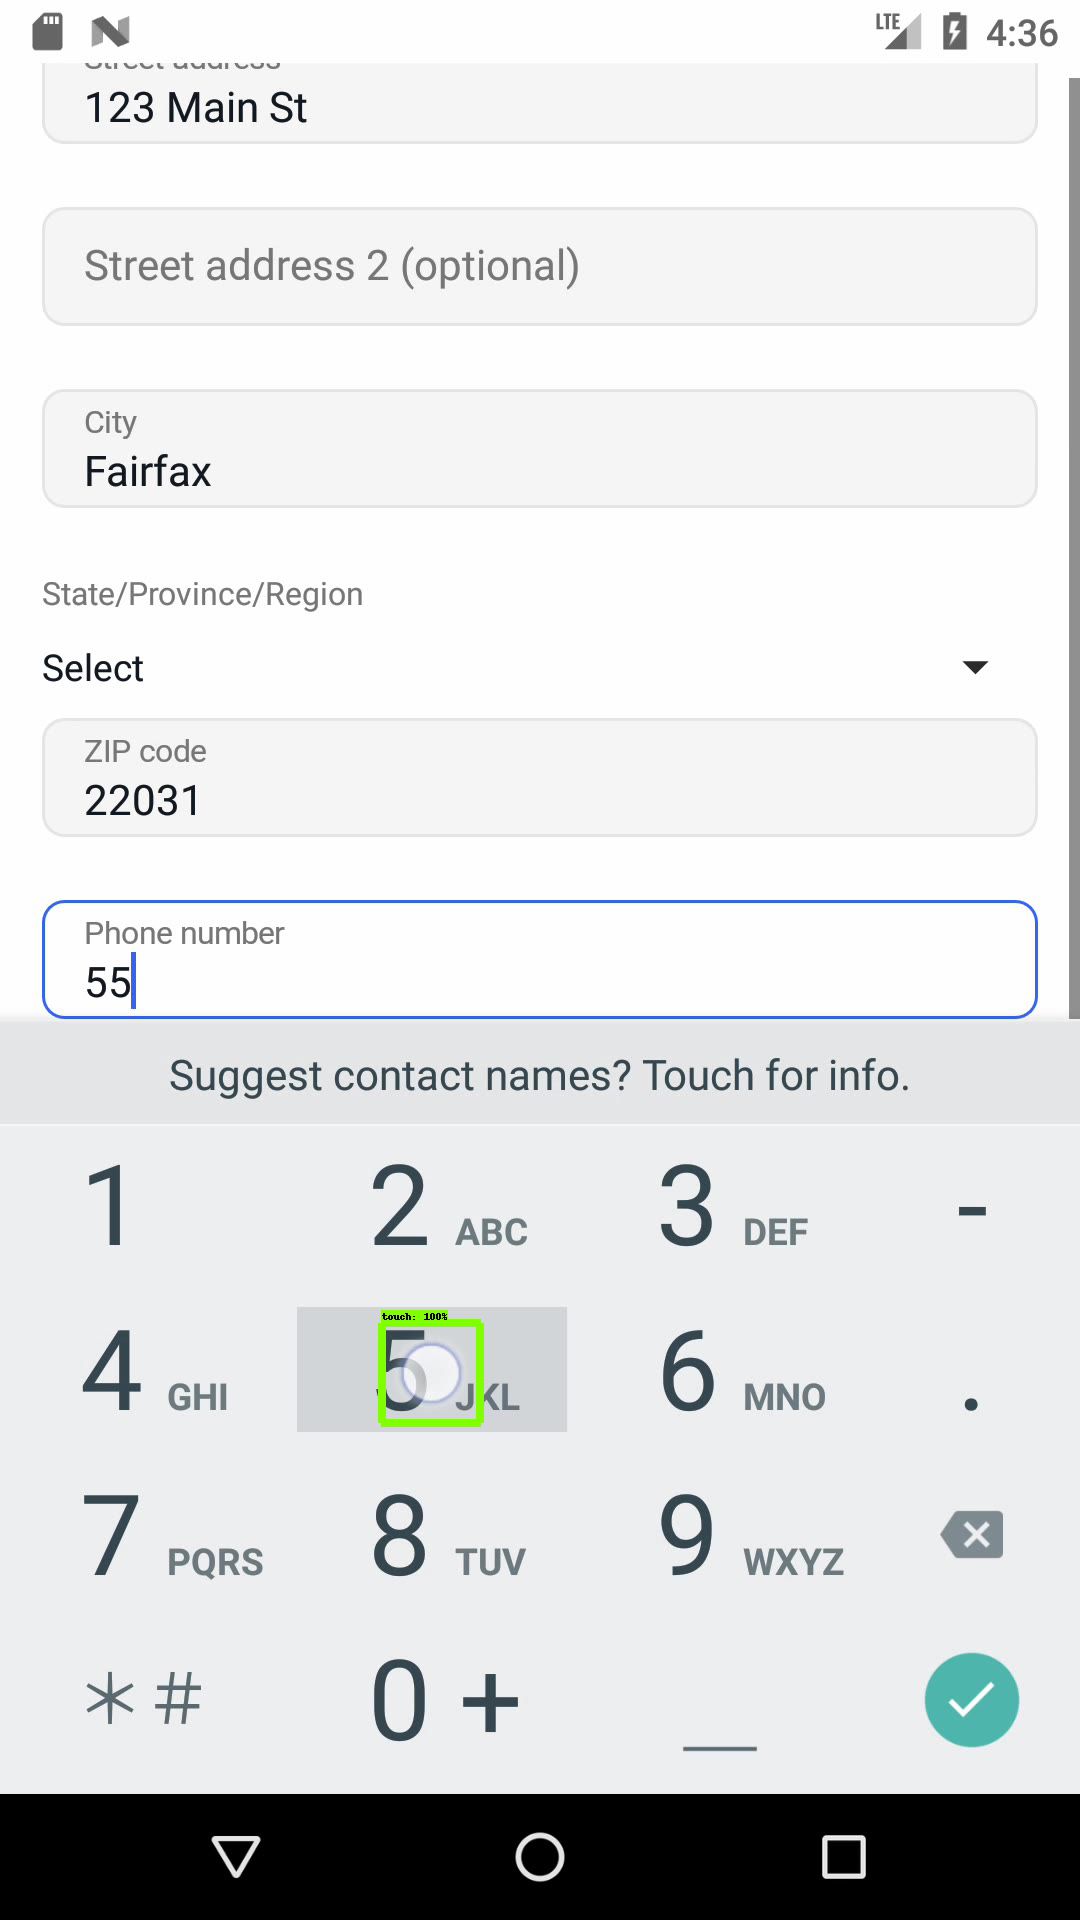 LTE 4:36
Street address
123 Main St
Street address 2 (optional)
City
Fairfax
State/Province/Region
Select
ZIP code
22031
Phone number
55
Suggest contact names? Touch for info.
1 2 ABC 3 DEF -
touch: 100%
4 GHI 5 JKL 6 MNO .
7 PQRS 8 TUV 9 WXYZ
*# 0 + _